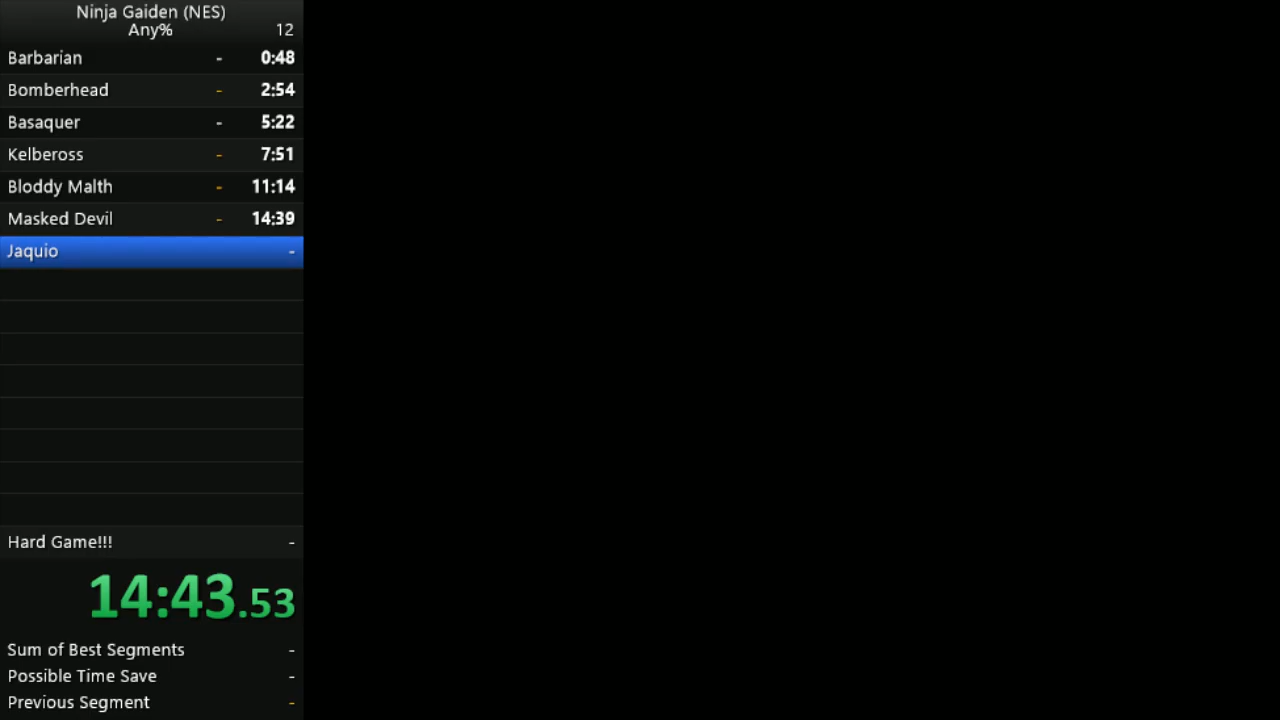 Ninja Gaiden (NES)
Any% 12
Barbarian - 0:48
Bomberhead - 2:54
Basaquer - 5:22
Kelbeross - 7:51
Bloddy Malth - 11:14
Masked Devil - 14:39
Jaquio -
Hard Game!!! -
14:43.53
Sum of Best Segments -
Possible Time Save -
Previous Segment -